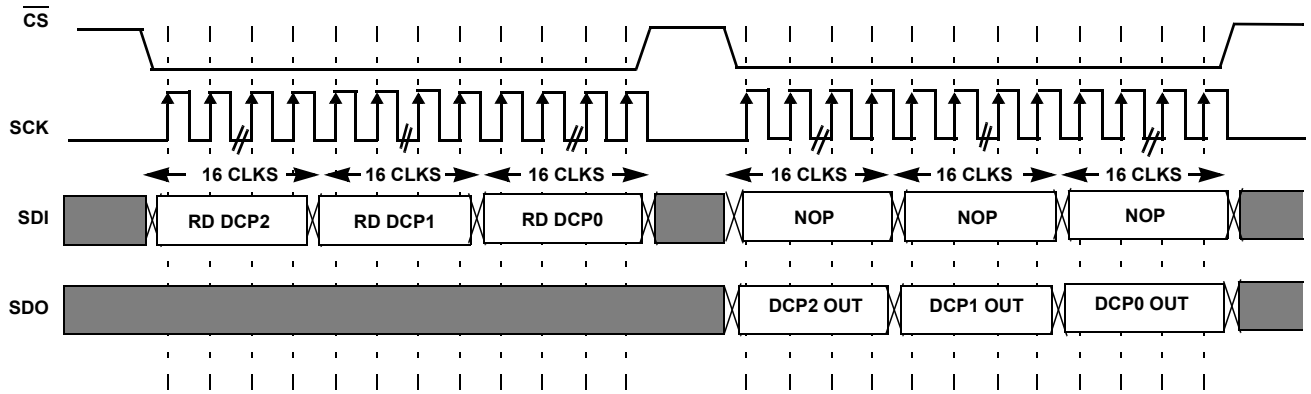 CS
SCK
16 CLKS 16 CLKS 16 CLKS 16 CLKS 16 CLKS 16 CLKS
SDI RD DCP2 RD DCP1 RD DCP0 NOP NOP NOP
SDO DCP2 OUT DCP1 OUT DCP0 OUT